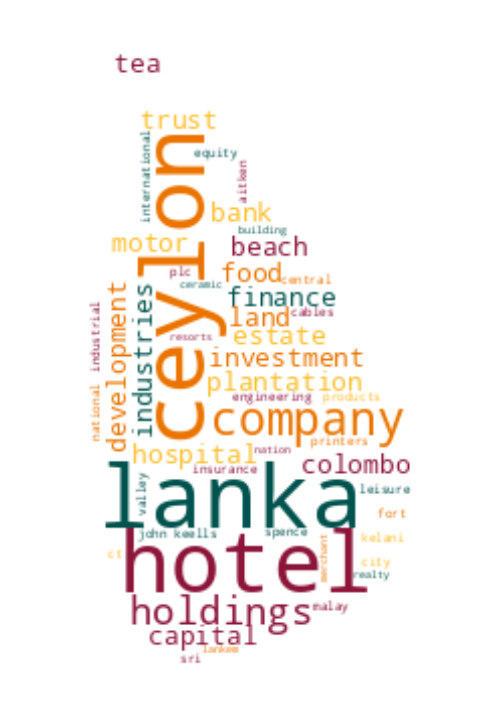 tea
trust
international
ceylon
equity
aitken
bank
building
motor
beach
plc
food
central
ceramic
finance
development
industries
industrial
land
cables
resorts
estate
investment
plantation
national
engineering
products
company
printers
hospital
nation
colombo
insurance
lanka
valley
leisure
fort
john keells
spence
hotel
merchant
kelani
ct
city
realty
holdings
malay
capital
lankem
sri